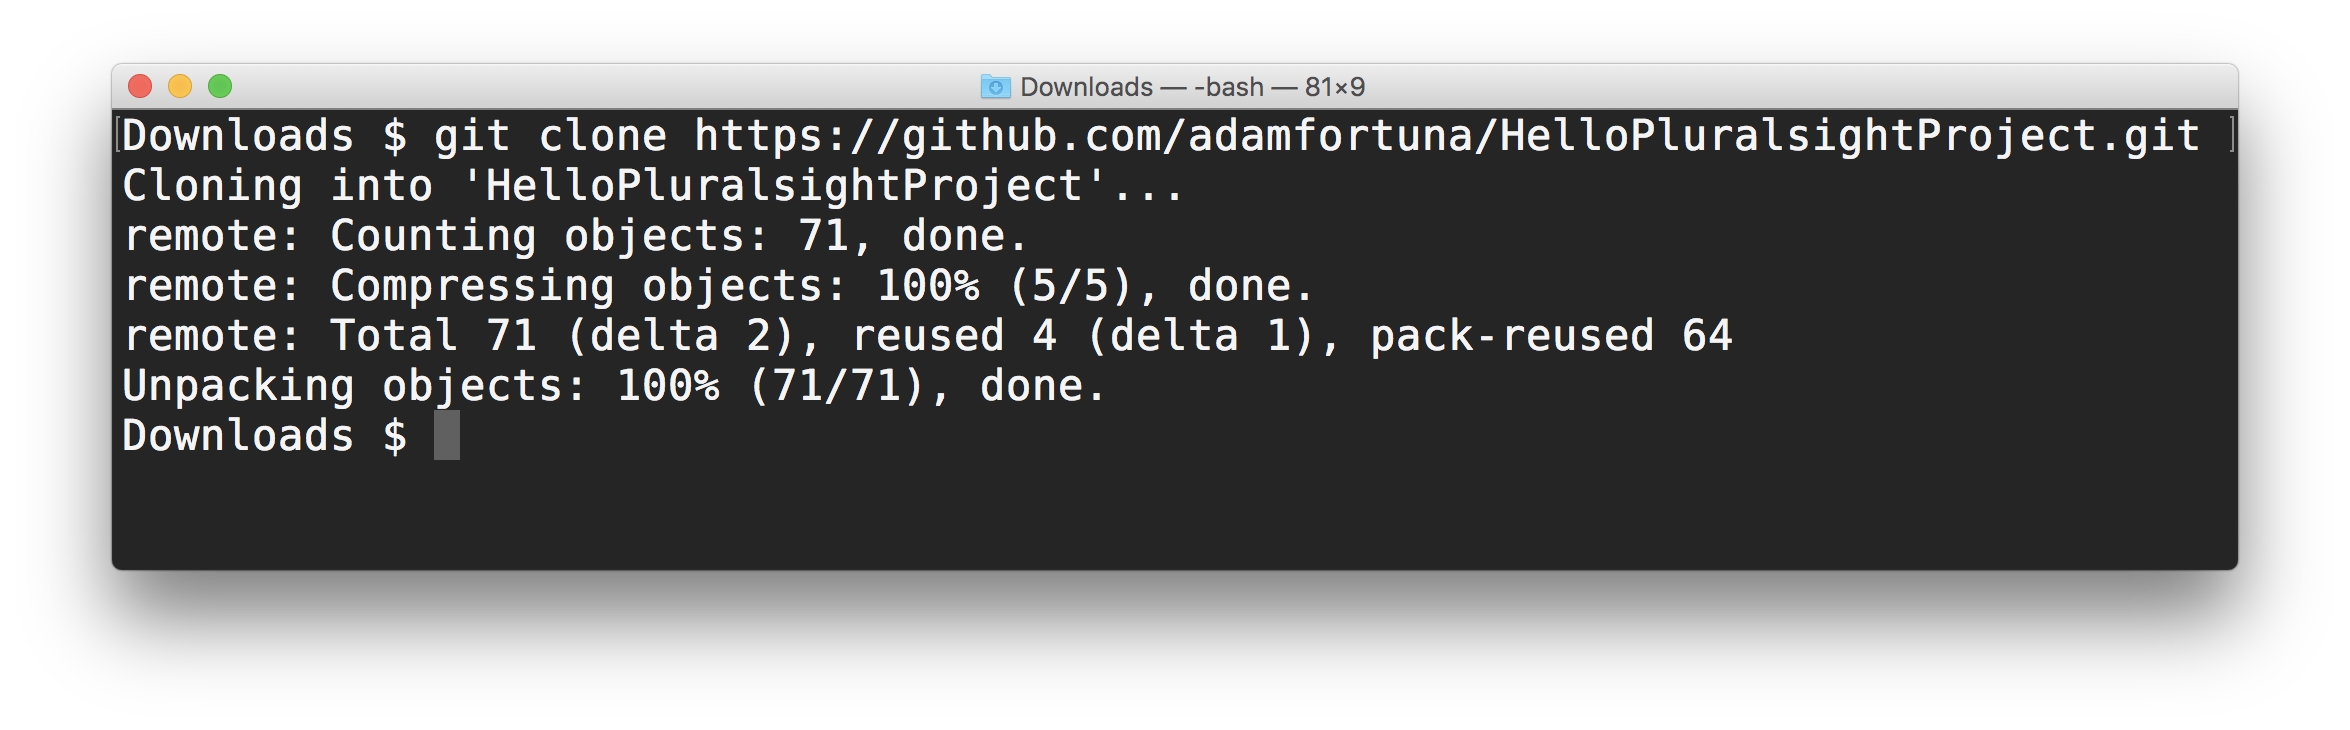 Downloads — -bash — 81×9
Downloads $ git clone https://github.com/adamfortuna/HelloPluralsightProject.git
Cloning into 'HelloPluralsightProject'...
remote: Counting objects: 71, done.
remote: Compressing objects: 100% (5/5), done.
remote: Total 71 (delta 2), reused 4 (delta 1), pack-reused 64
Unpacking objects: 100% (71/71), done.
Downloads $